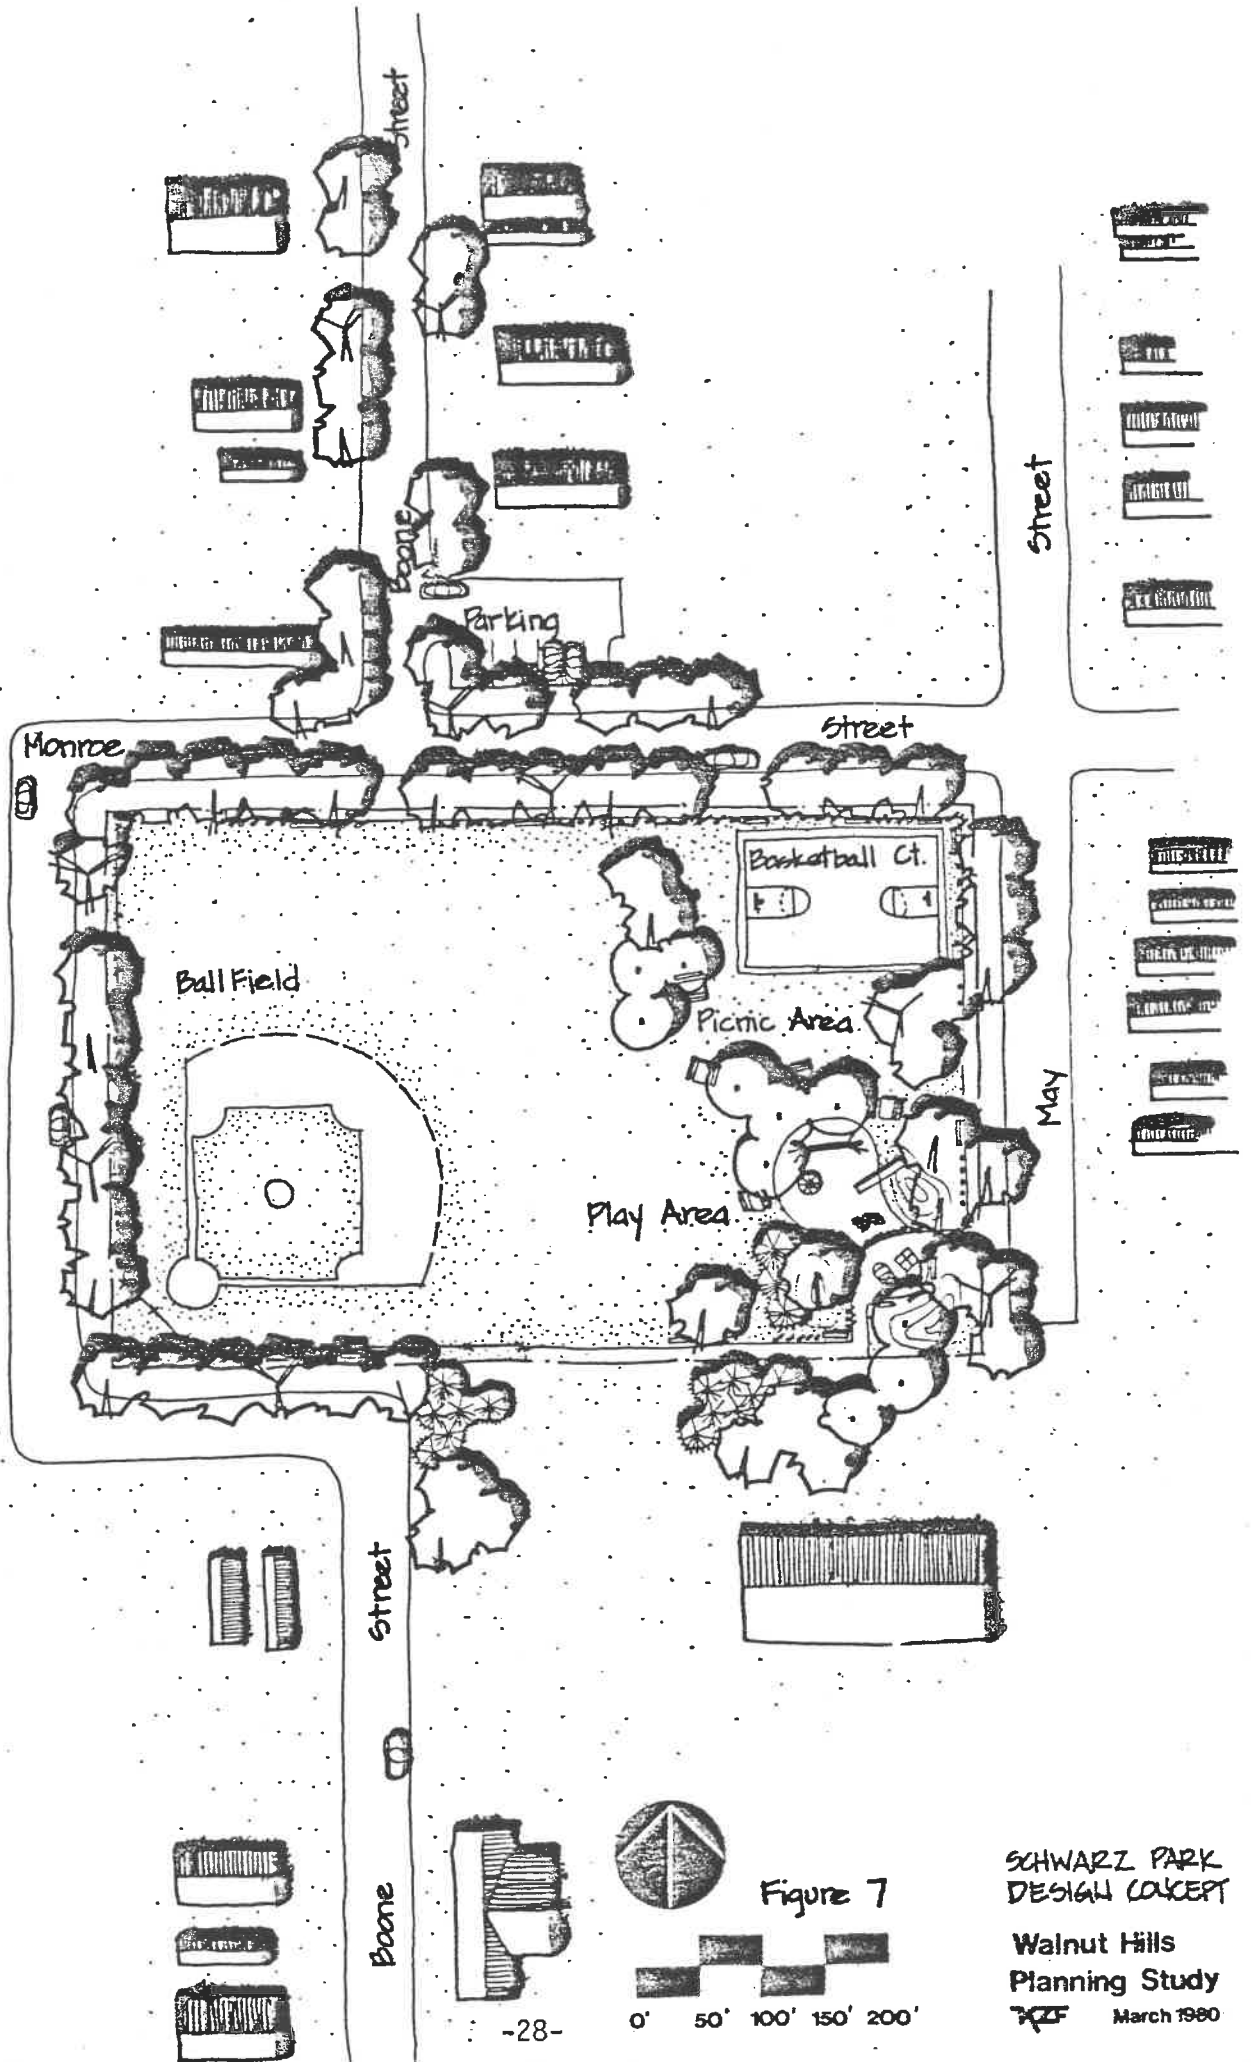 Street
Boone
Parking
Street
Monroe
Street
Basketball Ct.
Ball Field
Picnic Area
May
Play Area
Street
Boone
Figure 7
SCHWARZ PARK
DESIGN CONCEPT
Walnut Hills
Planning Study
March 1980
0' 50' 100' 150' 200'
-28-